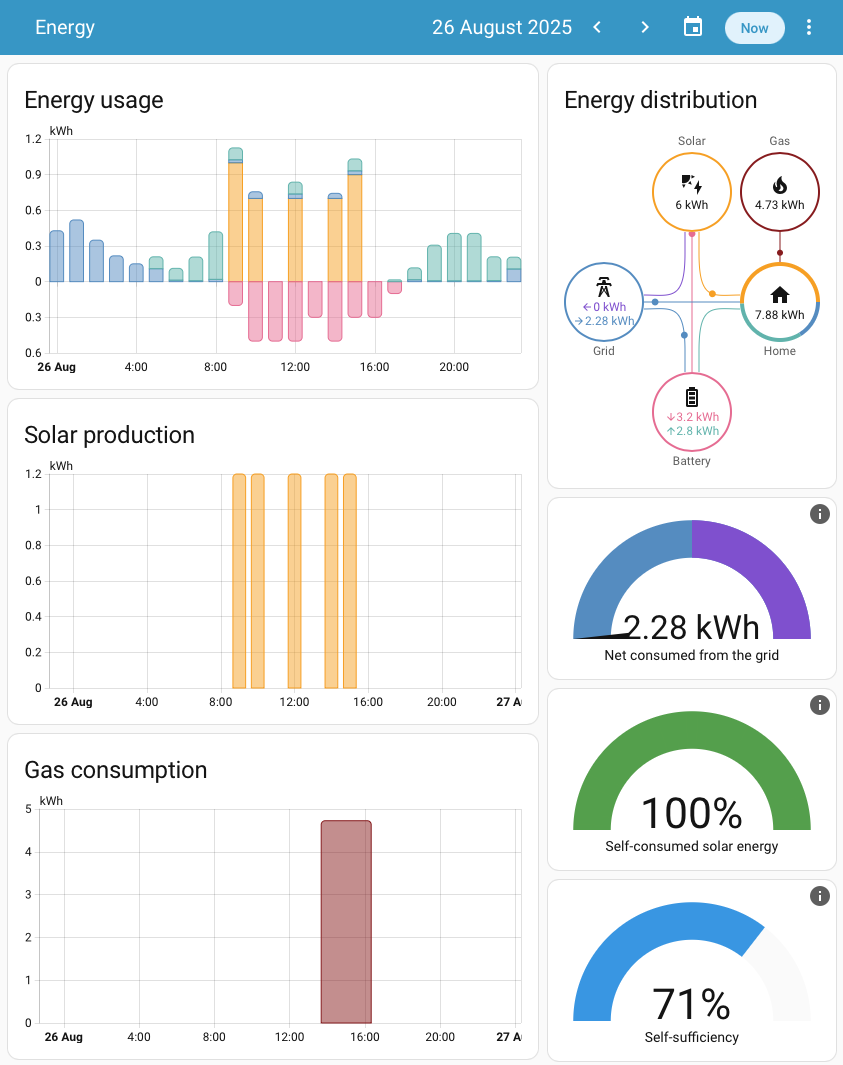 Energy
26 August 2025
Now
Energy usage
kWh
1.2
0.9
0.6
0.3
0
0.3
0.6
26 Aug 4:00 8:00 12:00 16:00 20:00
Solar production
kWh
1.2
1
0.8
0.6
0.4
0.2
0
26 Aug 4:00 8:00 12:00 16:00 20:00 27 A
Gas consumption
kWh
5
4
3
2
1
0
26 Aug 4:00 8:00 12:00 16:00 20:00 27 A
Energy distribution
Solar Gas
6 kWh 4.73 kWh
←0 kWh
→2.28 kWh
7.88 kWh
Grid Home
↓3.2 kWh
↑2.8 kWh
Battery
2.28 kWh
Net consumed from the grid
100%
Self-consumed solar energy
71%
Self-sufficiency